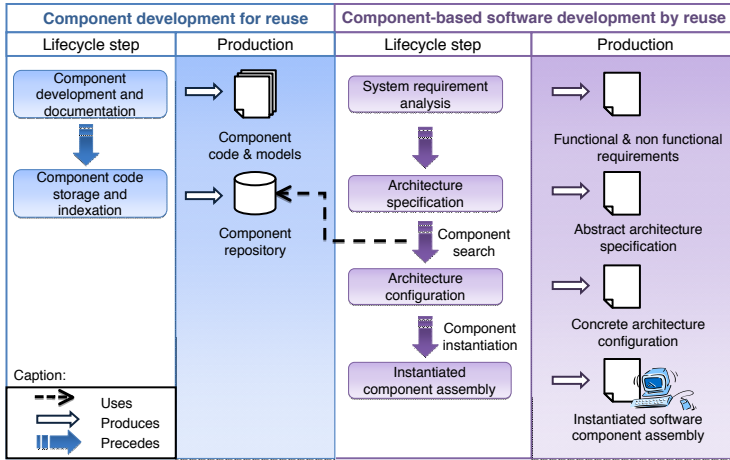 Component development for reuse
Component-based software development by reuse
Lifecycle step
Production
Lifecycle step
Production
Component
development and
documentation
Component
code & models
System requirement
analysis
Functional & non functional
requirements
Component code
storage and
indexation
Component
repository
Architecture
specification
Abstract architecture
specification
Component
search
Architecture
configuration
Concrete architecture
configuration
Component
instantiation
Instantiated
component assembly
Instantiated software
component assembly
Caption:
Uses
Produces
Precedes